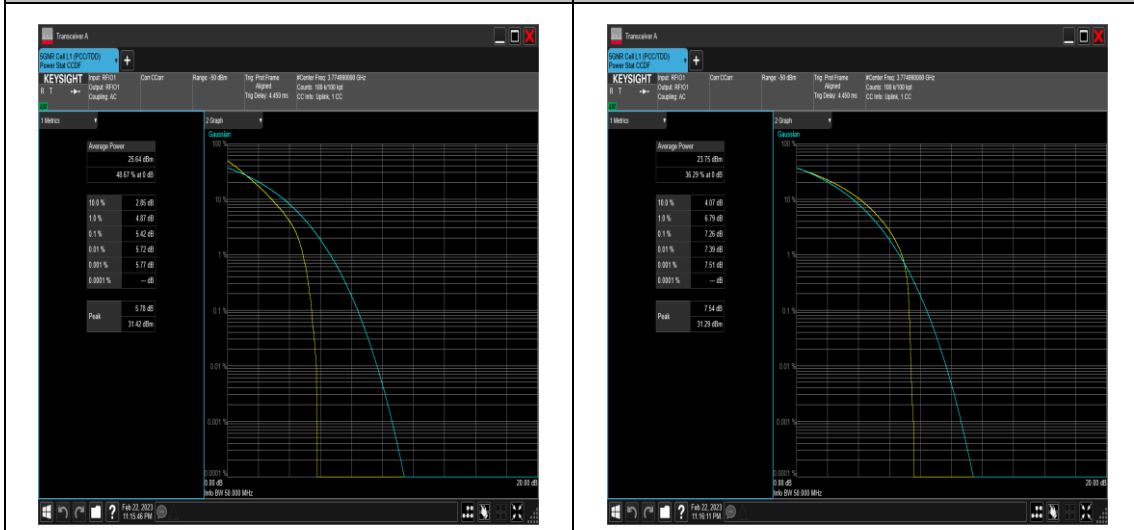 Transceiver A
5GNR Cell L1 (PCC/TDD)
Power Stat CCDF
+
KEYSIGHT
R T
Input: RFIO1
Output: RFIO1
Coupling: AC
Corr CCorr
Range: -50 dBm
Trig: Prot Frame
Aligned
Trig Delay: 4.450 ms
#Center Freq: 3.774990000 GHz
Counts: 100 k/100 kpt
CC Info: Uplink, 1 CC
1 Metrics
Average Power
25.64 dBm
48.67 % at 0 dB
10.0 % 2.85 dB
1.0 % 4.87 dB
0.1 % 5.42 dB
0.01 % 5.72 dB
0.001 % 5.77 dB
0.0001 % --- dB
Peak
5.78 dB
31.42 dBm
2 Graph
Gaussian
100 %
10 %
1 %
0.1 %
0.01 %
0.001 %
0.0001 %
0.00 dB 20.00 dB
Info BW 50.000 MHz
Feb 22, 2023
11:15:46 PM
Transceiver A
5GNR Cell L1 (PCC/TDD)
Power Stat CCDF
+
KEYSIGHT
R T
Input: RFIO1
Output: RFIO1
Coupling: AC
Corr CCorr
Range: -50 dBm
Trig: Prot Frame
Aligned
Trig Delay: 4.450 ms
#Center Freq: 3.774990000 GHz
Counts: 100 k/100 kpt
CC Info: Uplink, 1 CC
1 Metrics
Average Power
23.75 dBm
36.29 % at 0 dB
10.0 % 4.07 dB
1.0 % 6.79 dB
0.1 % 7.26 dB
0.01 % 7.39 dB
0.001 % 7.51 dB
0.0001 % --- dB
Peak
7.54 dB
31.29 dBm
2 Graph
Gaussian
100 %
10 %
1 %
0.1 %
0.01 %
0.001 %
0.0001 %
0.00 dB 20.00 dB
Info BW 50.000 MHz
Feb 22, 2023
11:16:11 PM